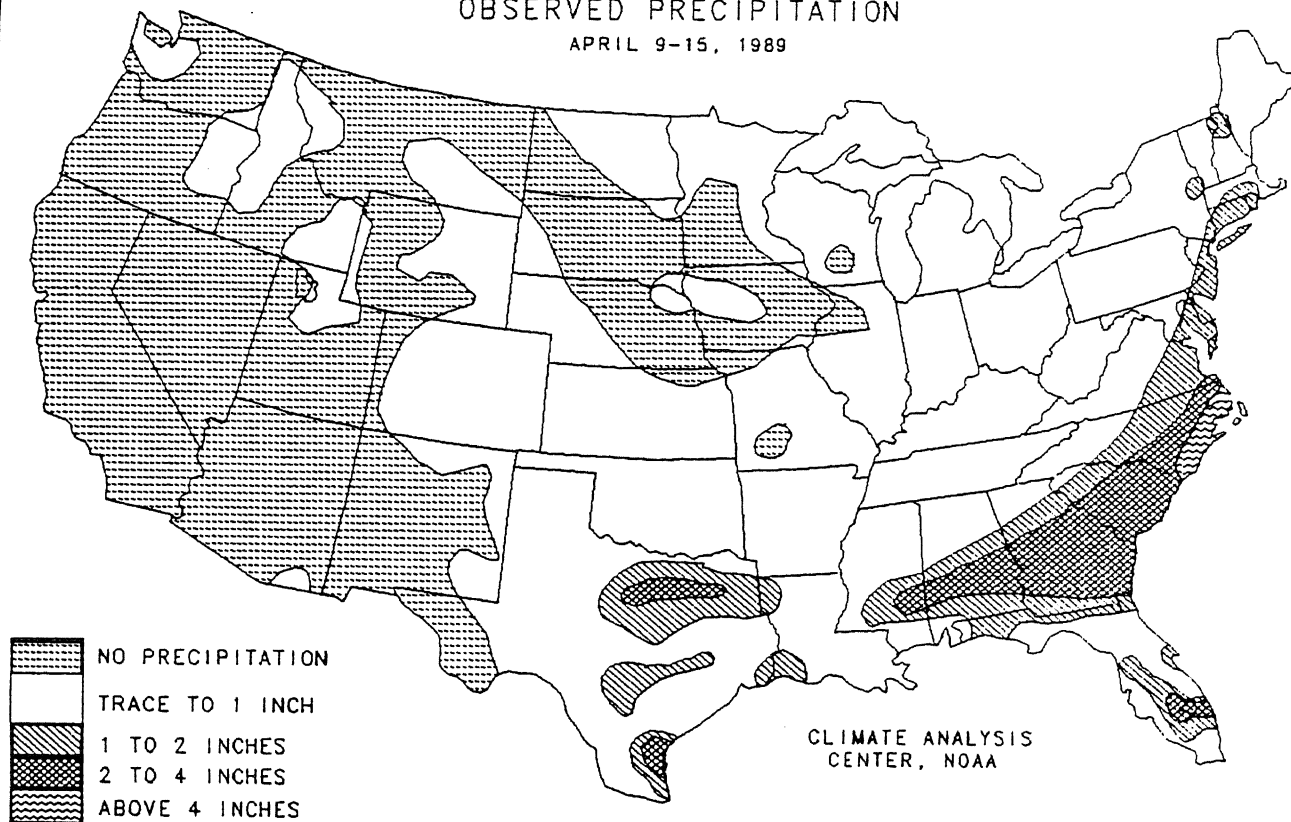 OBSERVED PRECIPITATION
APRIL 9-15, 1989
NO PRECIPITATION
TRACE TO 1 INCH
1 TO 2 INCHES
2 TO 4 INCHES
ABOVE 4 INCHES
CLIMATE ANALYSIS
CENTER, NOAA